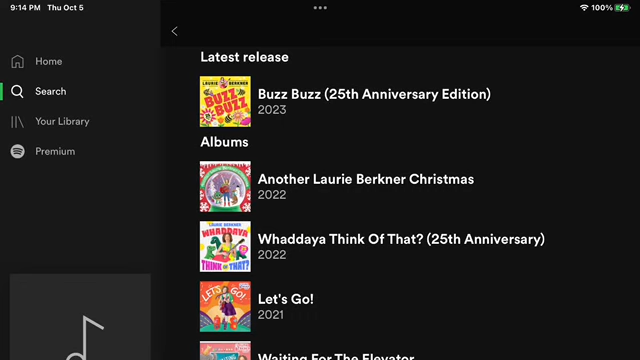 9:14 PM Thu Oct 5
100%
Home
Search
Your Library
Premium
Latest release
LAURIE BERKNER
BUZZ BUZZ
Buzz Buzz (25th Anniversary Edition)
2023
Albums
Another Laurie Berkner Christmas
2022
LAURIE BERKNER
WHADDAYA
THINK OF THAT?
Whaddaya Think Of That? (25th Anniversary)
2022
LET'S GO!
Let's Go!
2021
Waiting For The Elevator